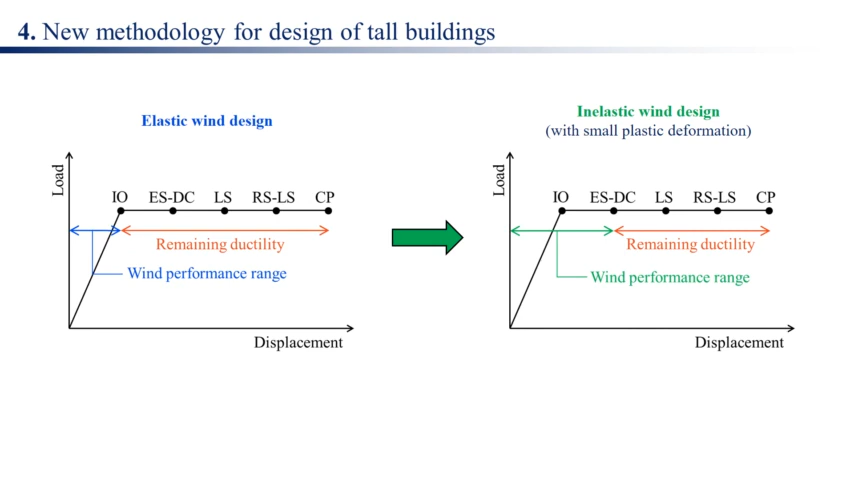 4. New methodology for design of tall buildings
Elastic wind design
Load
IO ES-DC LS RS-LS CP
Remaining ductility
Wind performance range
Displacement
Inelastic wind design
(with small plastic deformation)
Load
IO ES-DC LS RS-LS CP
Remaining ductility
Wind performance range
Displacement